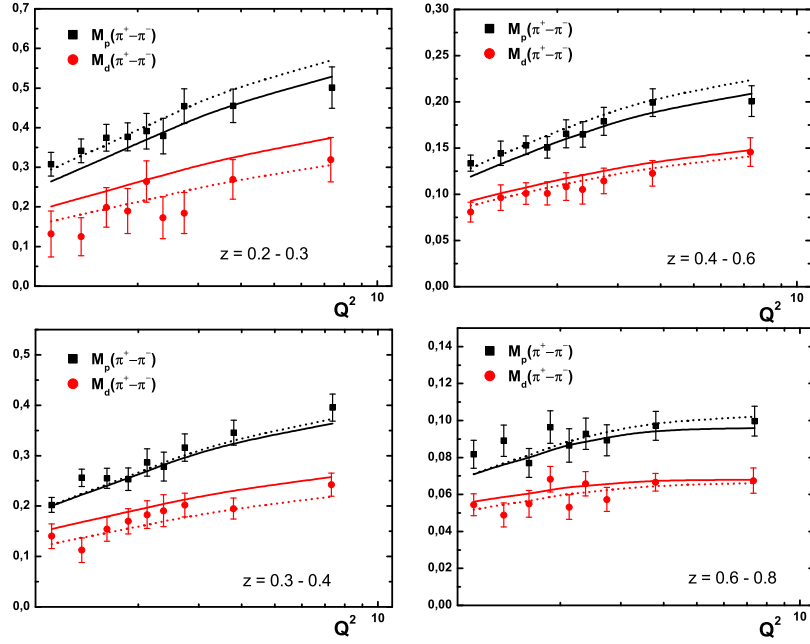 0,7
0,6
0,5
0,4
0,3
0,2
0,1
0,0
M_p(π⁺−π⁻)
M_d(π⁺−π⁻)
z = 0.2 - 0.3
Q² 10
0,30
0,25
0,20
0,15
0,10
0,05
0,00
M_p(π⁺−π⁻)
M_d(π⁺−π⁻)
z = 0.4 - 0.6
Q² 10
0,5
0,4
0,3
0,2
0,1
0,0
M_p(π⁺−π⁻)
M_d(π⁺−π⁻)
z = 0.3 - 0.4
Q² 10
0,14
0,12
0,10
0,08
0,06
0,04
0,02
0,00
M_p(π⁺−π⁻)
M_d(π⁺−π⁻)
z = 0.6 - 0.8
Q² 10